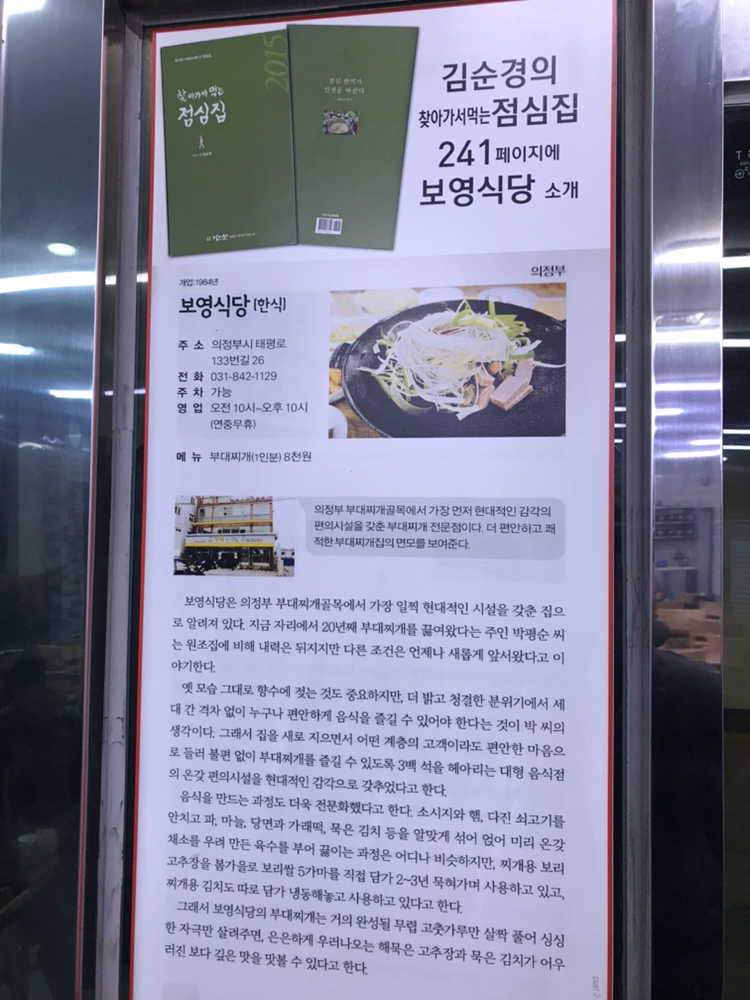 2015
찾아가서 먹는
점심집
김순경의
찾아가서먹는 점심집
241 페이지에
보영식당 소개
의정부
개업:1984년
보영식당 (한식)
주 소 의정부시 태평로
133번길 26
전 화 031-842-1129
주 차 가능
영 업 오전 10시~오후 10시
(연중무휴)
메 뉴 부대찌개(1인분) 8천원
의정부 부대찌개골목에서 가장 먼저 현대적인 감각의
편의시설을 갖춘 부대찌개 전문점이다. 더 편안하고 쾌
적한 부대찌개집의 면모를 보여준다.
보영식당은 의정부 부대찌개골목에서 가장 일찍 현대적인 시설을 갖춘 집으
로 알려져 있다. 지금 자리에서 20년째 부대찌개를 끓여왔다는 주인 박평순 씨
는 원조집에 비해 내력은 뒤지지만 다른 조건은 언제나 새롭게 앞서왔다고 이
야기한다.
옛 모습 그대로 향수에 젖는 것도 중요하지만, 더 밝고 청결한 분위기에서 세
대 간 격차 없이 누구나 편안하게 음식을 즐길 수 있어야 한다는 것이 박 씨의
생각이다. 그래서 집을 새로 지으면서 어떤 계층의 고객이라도 편안한 마음으
로 들러 불편 없이 부대찌개를 즐길 수 있도록 3백 석을 헤아리는 대형 음식점
의 온갖 편의시설을 현대적인 감각으로 갖추었다고 한다.
음식을 만드는 과정도 더욱 전문화했다고 한다. 소시지와 햄, 다진 쇠고기를
안치고 파, 마늘, 당면과 가래떡, 묵은 김치 등을 알맞게 섞어 얹어 미리 온갖
채소를 우려 만든 육수를 부어 끓이는 과정은 어디나 비슷하지만, 찌개용 보리
고추장을 봄가을로 보리쌀 5가마를 직접 담가 2~3년 묵혀가며 사용하고 있고,
찌개용 김치도 따로 담가 냉동해놓고 사용하고 있다고 한다.
그래서 보영식당의 부대찌개는 거의 완성될 무렵 고춧가루만 살짝 풀어 싱싱
한 자극만 살려주면, 은은하게 우러나오는 해묵은 고추장과 묵은 김치가 어우
러진 보다 깊은 맛을 맛볼 수 있다고 한다.